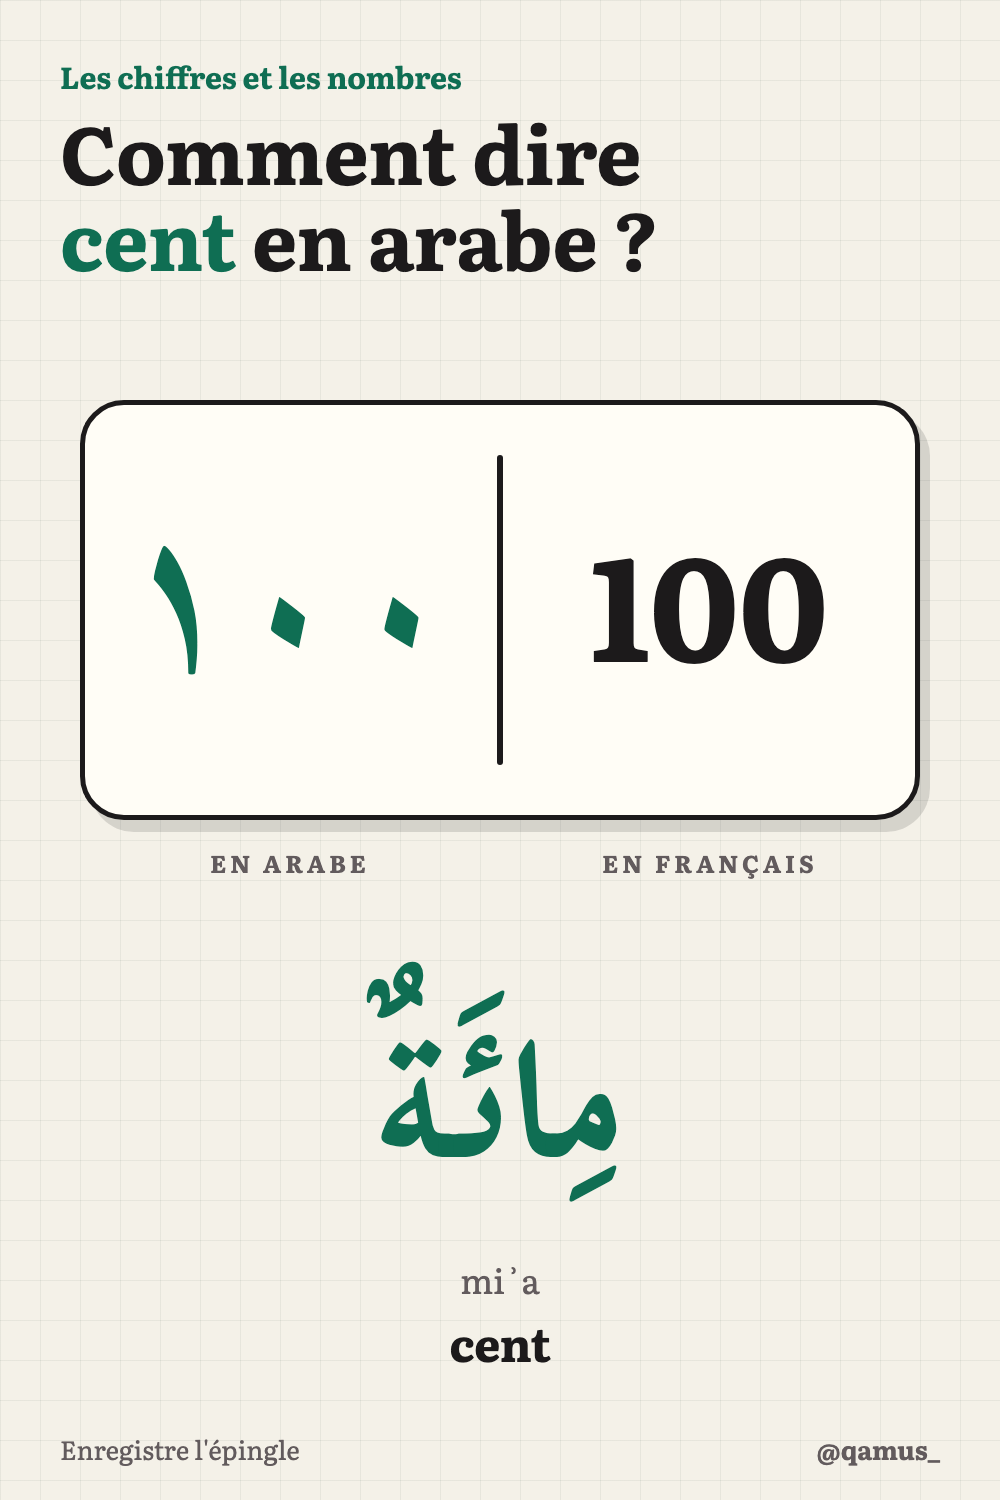 Les chiffres et les nombres
Comment dire
cent en arabe ?
١٠٠
100
EN ARABE
EN FRANÇAIS
مِائَةٌ
miʾa
cent
Enregistre l'épingle
@qamus_